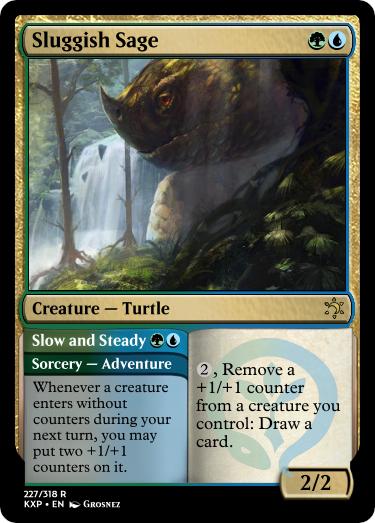 Sluggish Sage
Creature — Turtle
Slow and Steady
Sorcery — Adventure
Whenever a creature
enters without
counters during your
next turn, you may
put two +1/+1
counters on it.
2, Remove a
+1/+1 counter
from a creature you
control: Draw a
card.
2/2
227/318 R
KXP • EN Grosnez